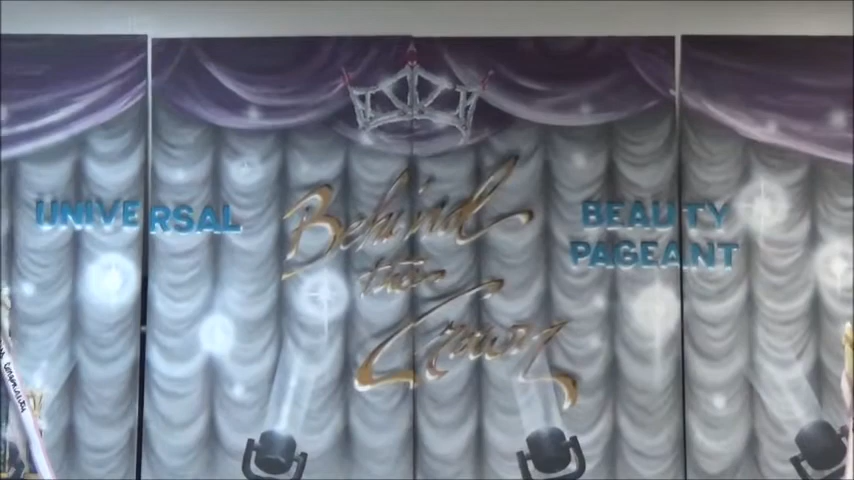 UNIVERSAL
Behind
the
Crown
BEAUTY
PAGEANT